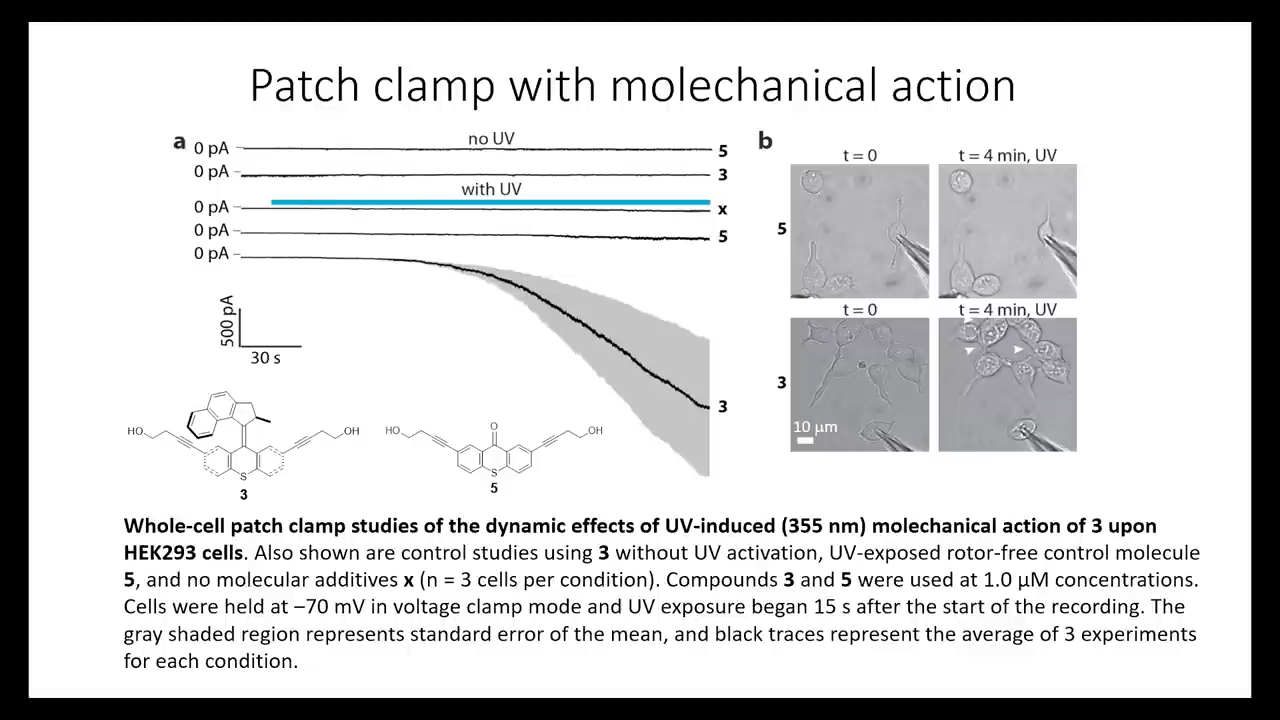 Patch clamp with molechanical action
a
no UV
0 pA
5
0 pA
3
with UV
0 pA
x
0 pA
5
0 pA
500 pA
30 s
3
HO
OH
S
3
HO
O
OH
S
5
b
t = 0
t = 4 min, UV
5
t = 0
t = 4 min, UV
3
10 μm
Whole-cell patch clamp studies of the dynamic effects of UV-induced (355 nm) molechanical action of 3 upon
HEK293 cells. Also shown are control studies using 3 without UV activation, UV-exposed rotor-free control molecule
5, and no molecular additives x (n = 3 cells per condition). Compounds 3 and 5 were used at 1.0 μM concentrations.
Cells were held at –70 mV in voltage clamp mode and UV exposure began 15 s after the start of the recording. The
gray shaded region represents standard error of the mean, and black traces represent the average of 3 experiments
for each condition.